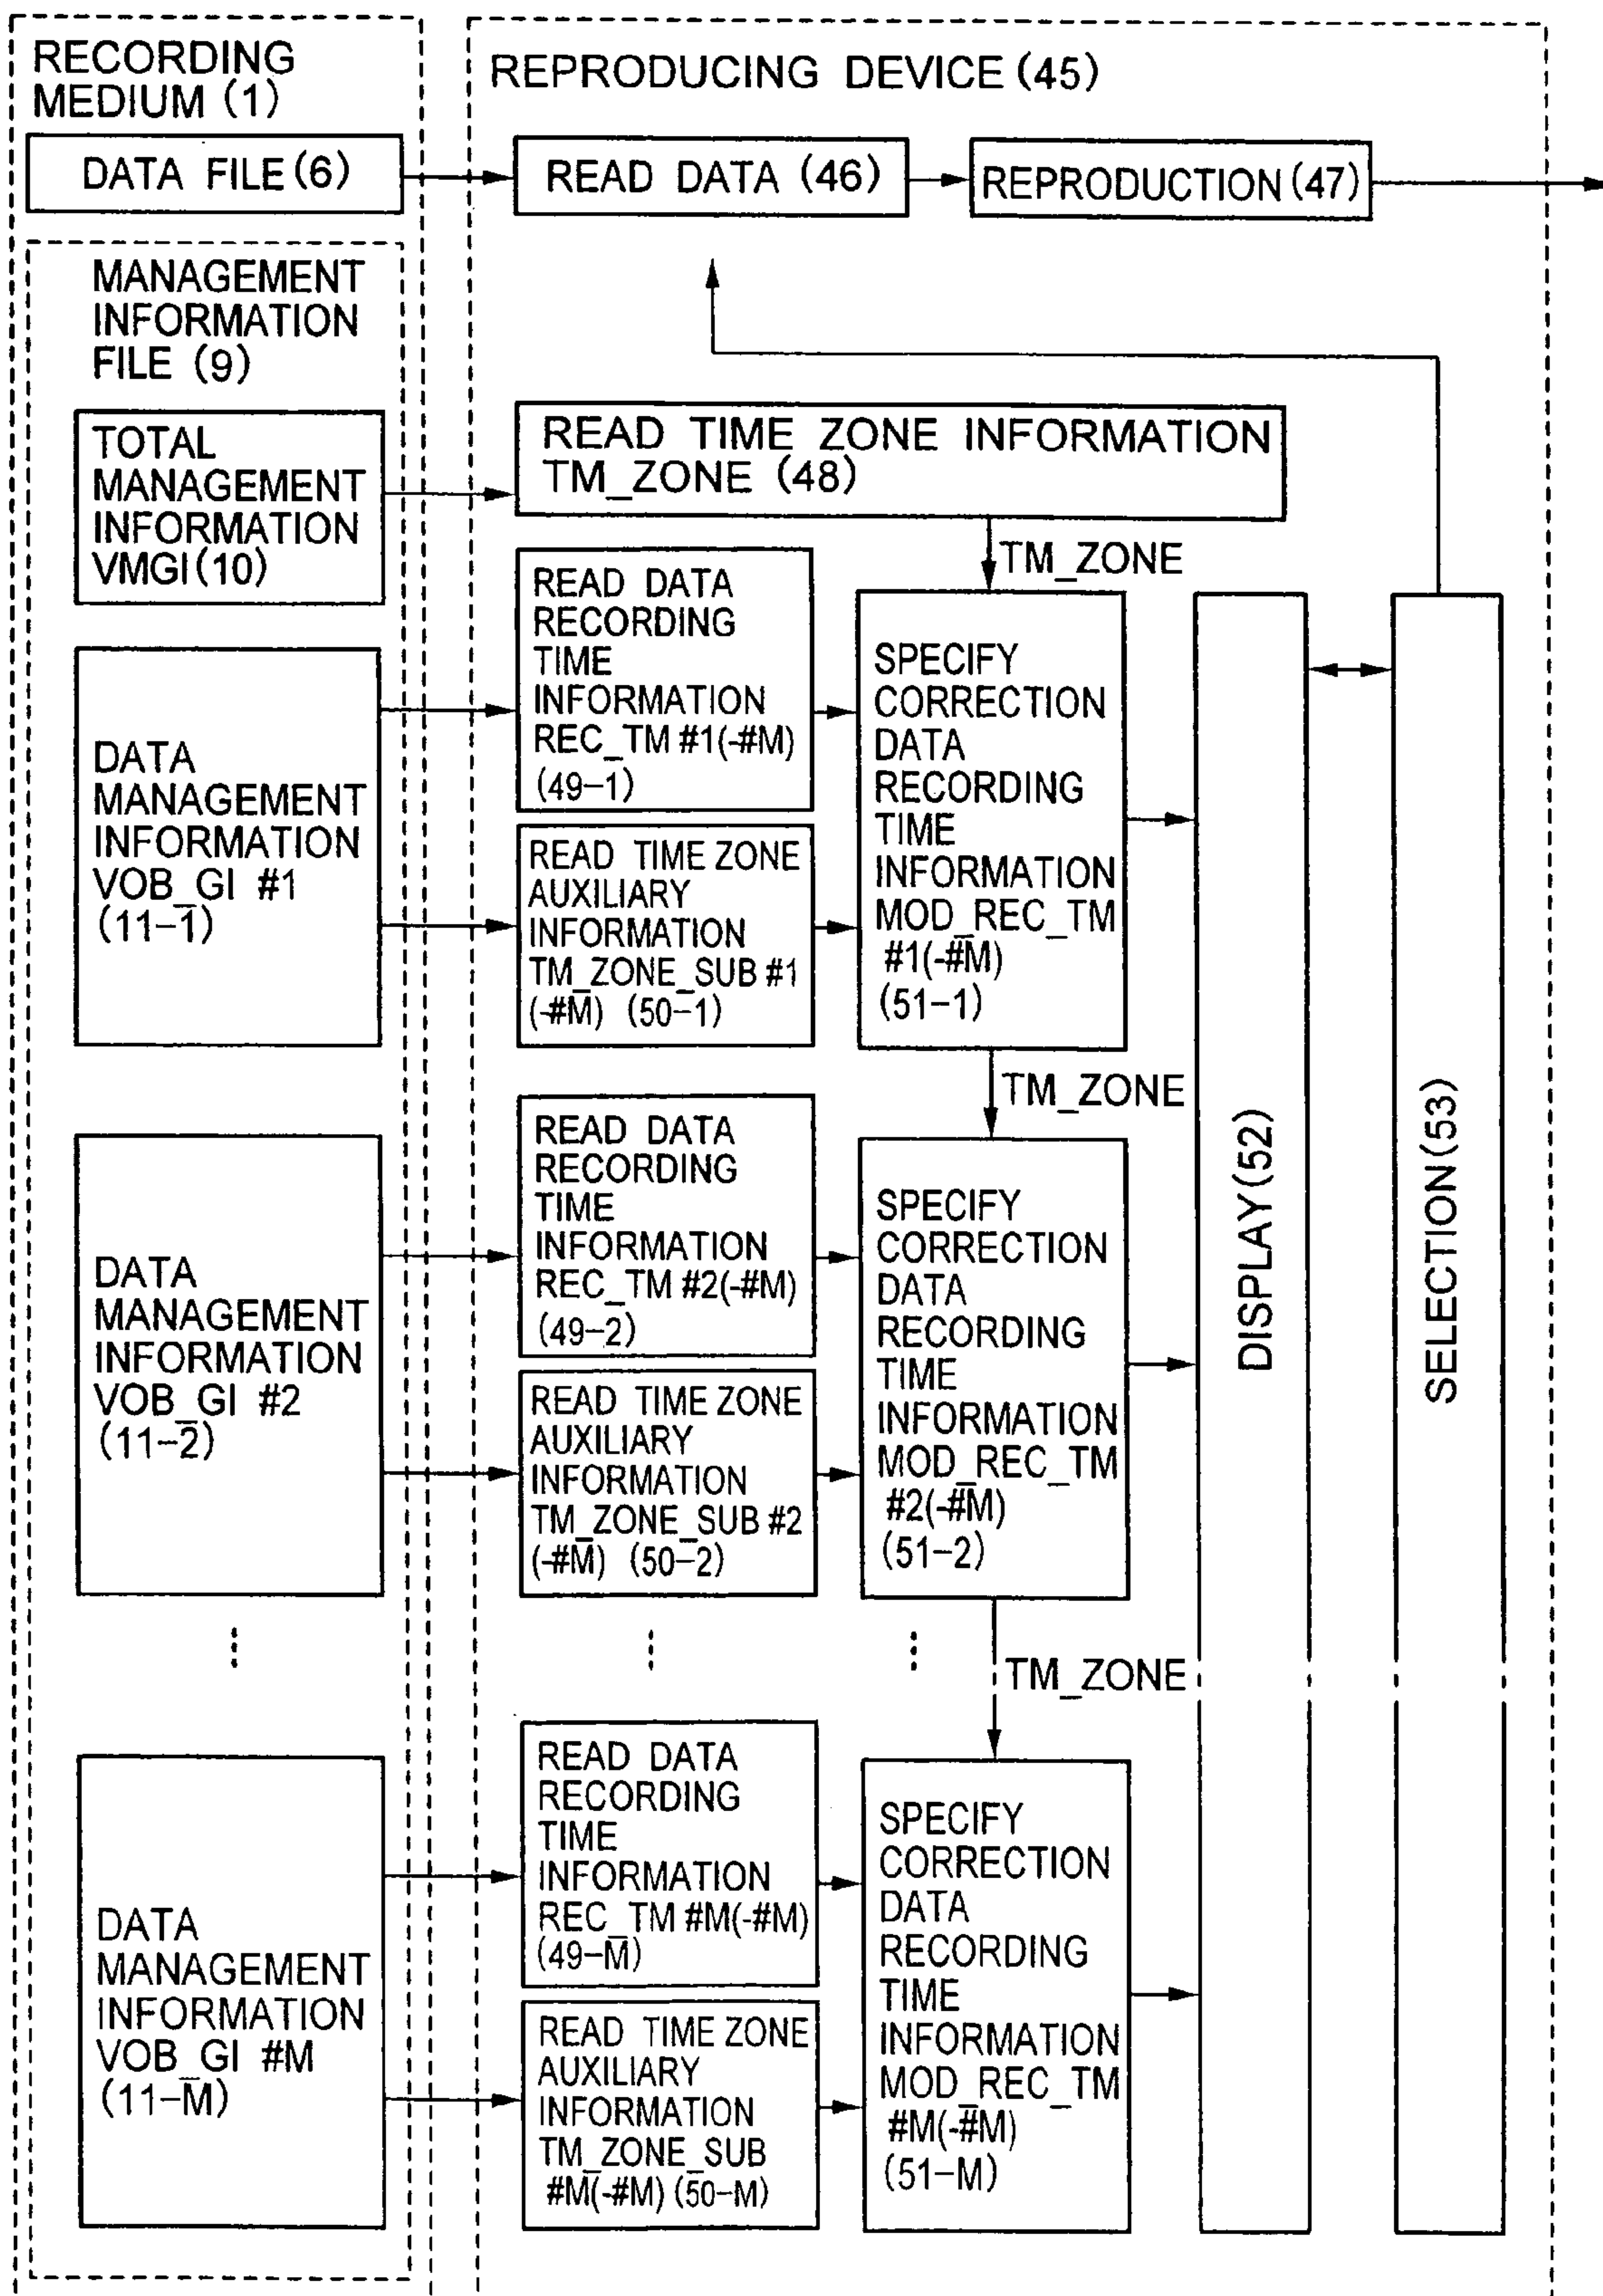 RECORDING
MEDIUM (1)
REPRODUCING DEVICE (45)
DATA FILE (6)
READ DATA (46)
REPRODUCTION (47)
MANAGEMENT
INFORMATION
FILE (9)
TOTAL
MANAGEMENT
INFORMATION
VMGI (10)
READ TIME ZONE INFORMATION
TM_ZONE (48)
TM_ZONE
DATA
MANAGEMENT
INFORMATION
VOB_GI #1
(11-1)
READ DATA
RECORDING
TIME
INFORMATION
REC_TM #1(-#M)
(49-1)
READ TIME ZONE
AUXILIARY
INFORMATION
TM_ZONE_SUB #1
(-#M) (50-1)
SPECIFY
CORRECTION
DATA
RECORDING
TIME
INFORMATION
MOD_REC_TM
#1(-#M)
(51-1)
TM_ZONE
DATA
MANAGEMENT
INFORMATION
VOB_GI #2
(11-2)
READ DATA
RECORDING
TIME
INFORMATION
REC_TM #2(-#M)
(49-2)
READ TIME ZONE
AUXILIARY
INFORMATION
TM_ZONE_SUB #2
(-#M) (50-2)
SPECIFY
CORRECTION
DATA
RECORDING
TIME
INFORMATION
MOD_REC_TM
#2(-#M)
(51-2)
TM_ZONE
DATA
MANAGEMENT
INFORMATION
VOB_GI #M
(11-M)
READ DATA
RECORDING
TIME
INFORMATION
REC_TM #M(-#M)
(49-M)
READ TIME ZONE
AUXILIARY
INFORMATION
TM_ZONE_SUB
#M(-#M) (50-M)
SPECIFY
CORRECTION
DATA
RECORDING
TIME
INFORMATION
MOD_REC_TM
#M(-#M)
(51-M)
DISPLAY (52)
SELECTION (53)